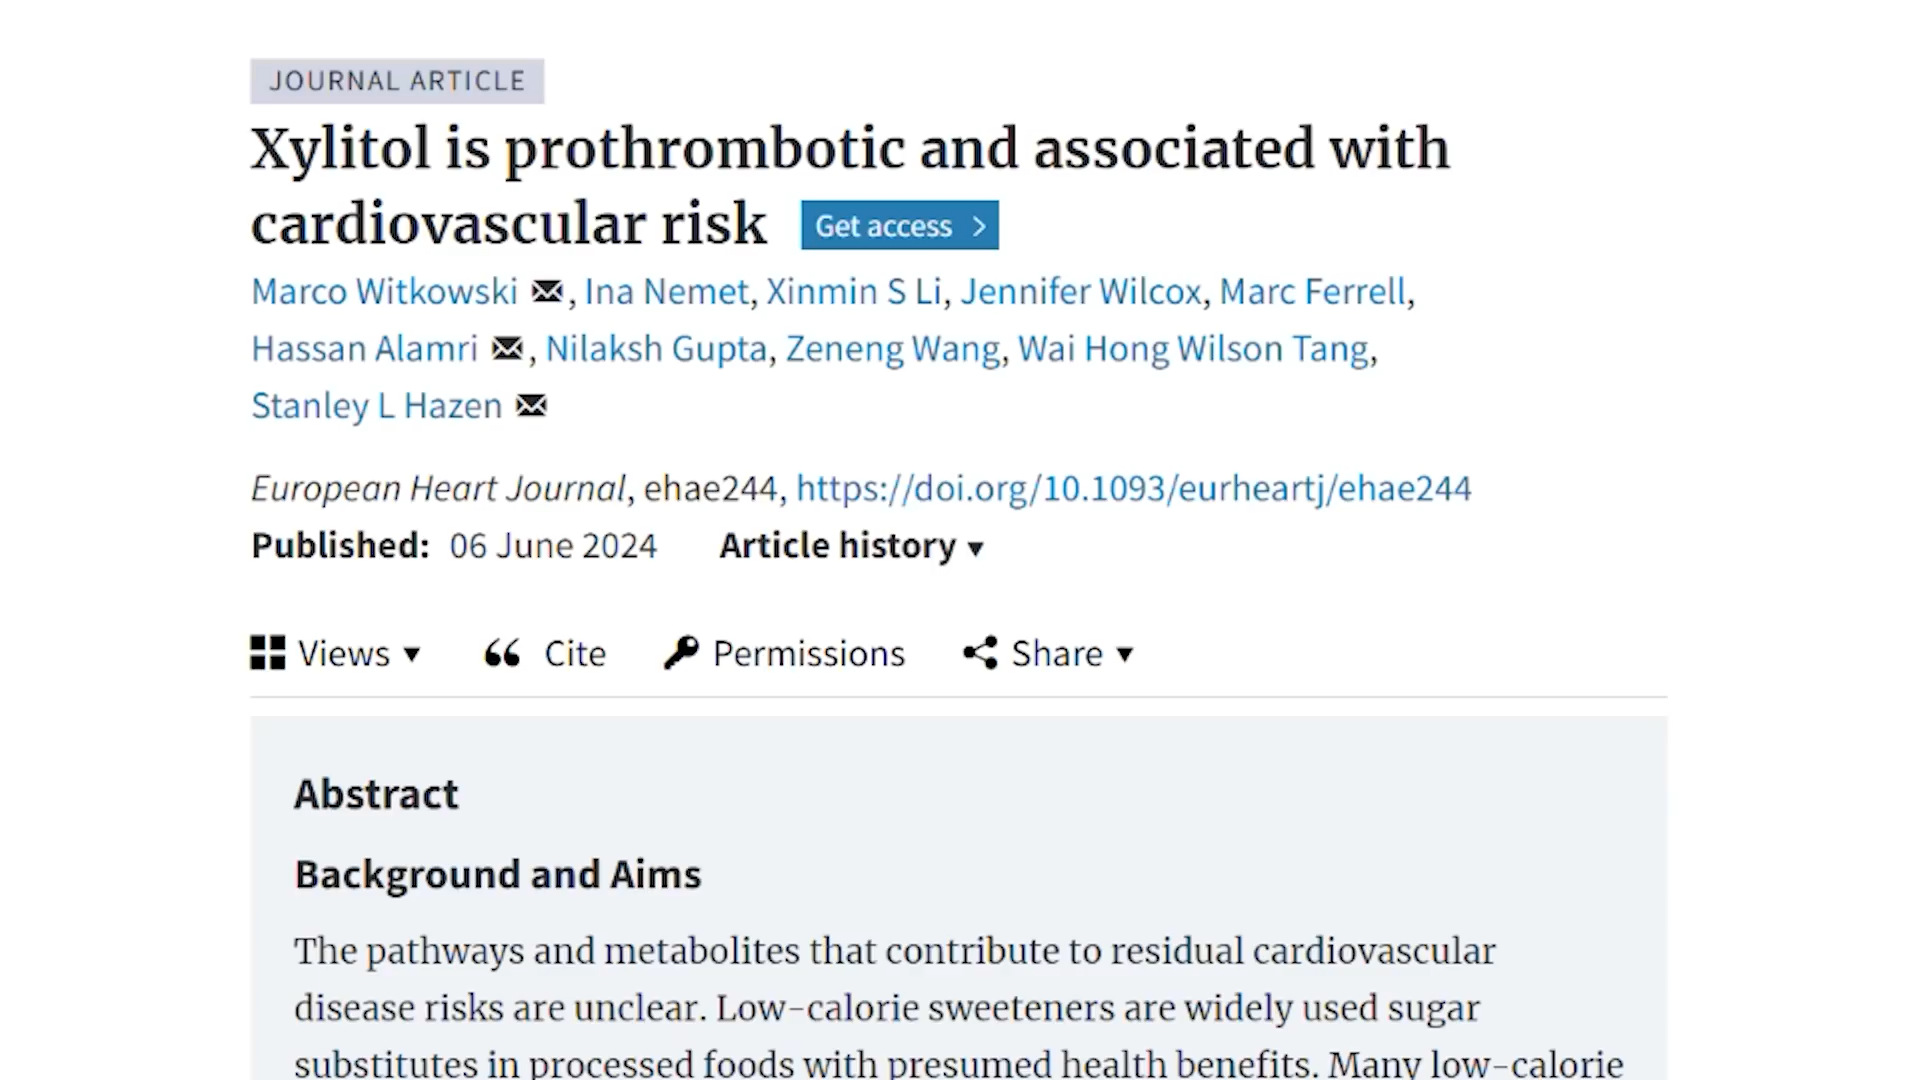 JOURNAL ARTICLE
Xylitol is prothrombotic and associated with
cardiovascular risk Get access >
Marco Witkowski, Ina Nemet, Xinmin S Li, Jennifer Wilcox, Marc Ferrell,
Hassan Alamri, Nilaksh Gupta, Zeneng Wang, Wai Hong Wilson Tang,
Stanley L Hazen
European Heart Journal, ehae244, https://doi.org/10.1093/eurheartj/ehae244
Published: 06 June 2024 Article history ▼
Views ▼ Cite Permissions Share ▼
Abstract
Background and Aims
The pathways and metabolites that contribute to residual cardiovascular
disease risks are unclear. Low-calorie sweeteners are widely used sugar
substitutes in processed foods with presumed health benefits. Many low-calorie